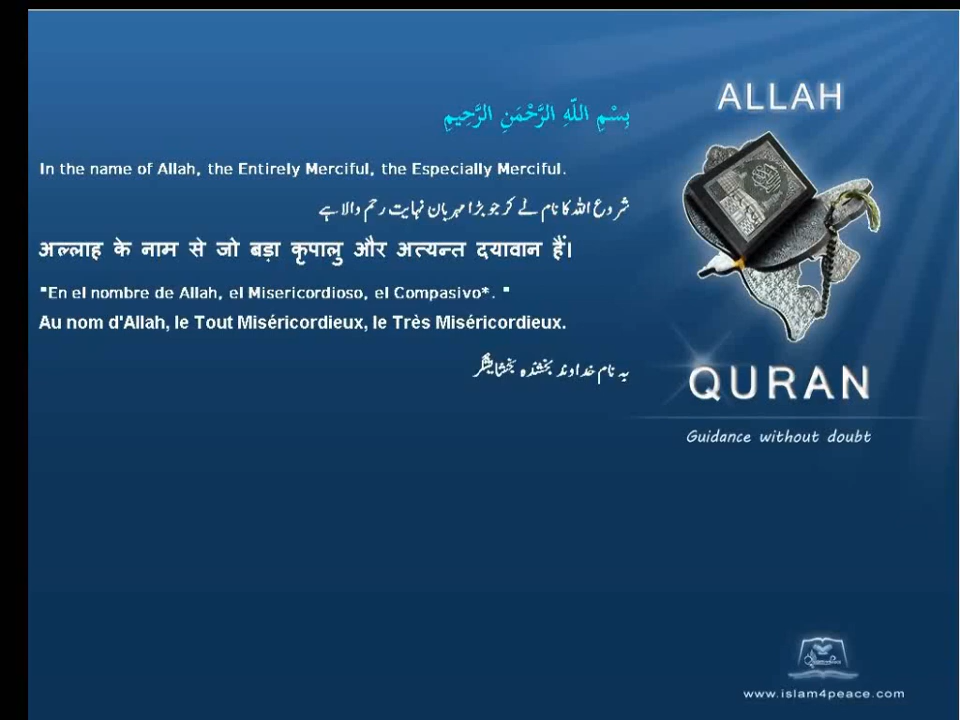 بِسْمِ اللّهِ الرَّحْمَنِ الرَّحِيمِ
In the name of Allah, the Entirely Merciful, the Especially Merciful.
شروع الله کا نام لے کر جو بڑا مہربان نہایت رحم والا ہے
अल्लाह के नाम से जो बड़ा कृपालु और अत्यन्त दयावान हैं।
"En el nombre de Allah, el Misericordioso, el Compasivo*. "
Au nom d'Allah, le Tout Miséricordieux, le Très Miséricordieux.
به نام خداوند بخشنده بخشایشگر
ALLAH
QURAN
Guidance without doubt
www.islam4peace.com